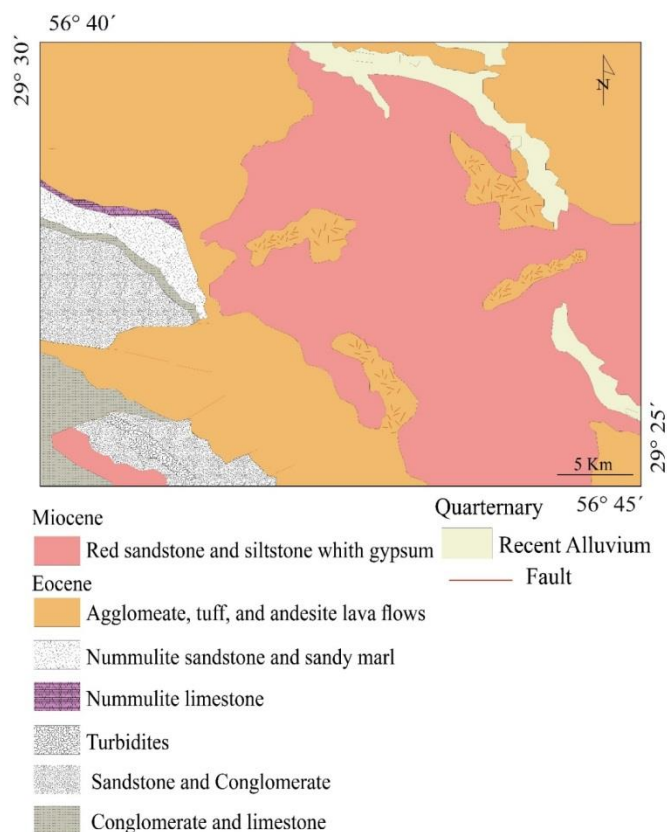 56° 40´
29° 30´
N
29° 25´
5 Km
56° 45´
Miocene
Red sandstone and siltstone whith gypsum
Quarternary
Recent Alluvium
Fault
Eocene
Agglomeate, tuff, and andesite lava flows
Nummulite sandstone and sandy marl
Nummulite limestone
Turbidites
Sandstone and Conglomerate
Conglomerate and limestone